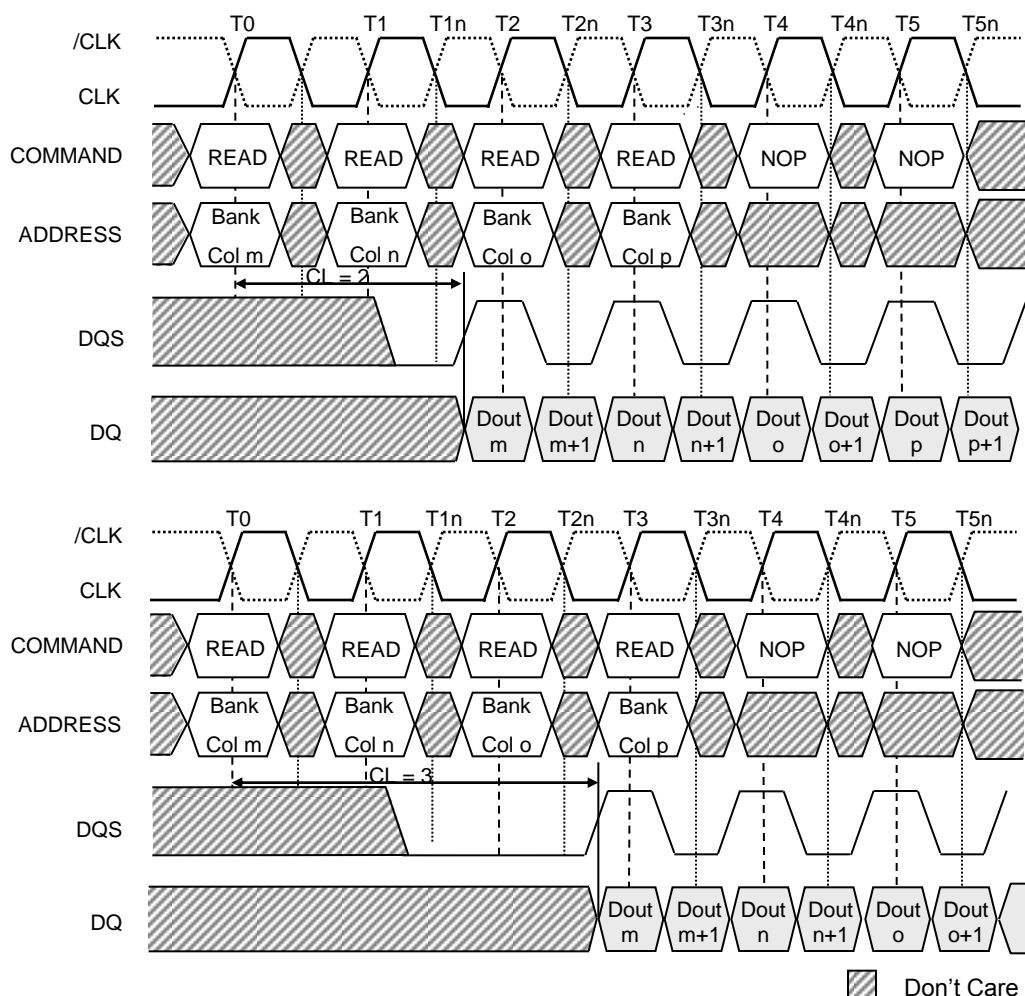 T0 T1 T1n T2 T2n T3 T3n T4 T4n T5 T5n
/CLK
CLK
COMMAND READ READ READ READ NOP NOP
ADDRESS Bank Col m Bank Col n Bank Col o Bank Col p
CL = 2
DQS
DQ Dout m Dout m+1 Dout n Dout n+1 Dout o Dout o+1 Dout p Dout p+1
T0 T1 T1n T2 T2n T3 T3n T4 T4n T5 T5n
/CLK
CLK
COMMAND READ READ READ READ NOP NOP
ADDRESS Bank Col m Bank Col n Bank Col o Bank Col p
CL = 3
DQS
DQ Dout m Dout m+1 Dout n Dout n+1 Dout o Dout o+1
Don't Care